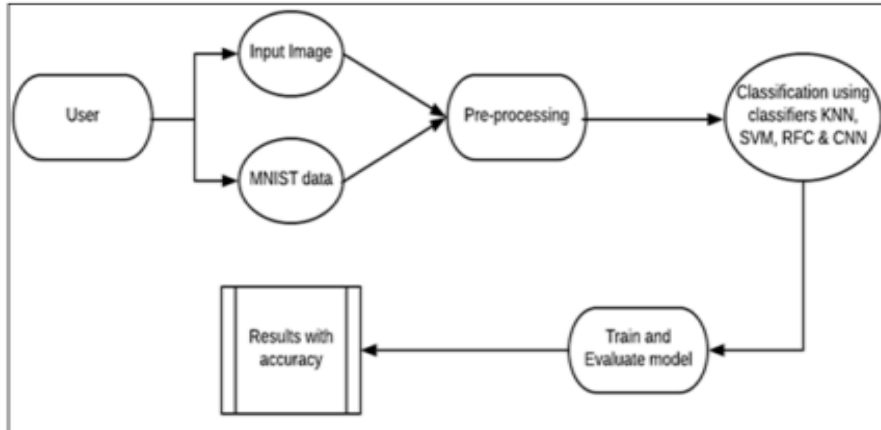 Input Image
User
MNIST data
Pre-processing
Classification using
classifiers KNN,
SVM, RFC & CNN
Results with
accuracy
Train and
Evaluate model